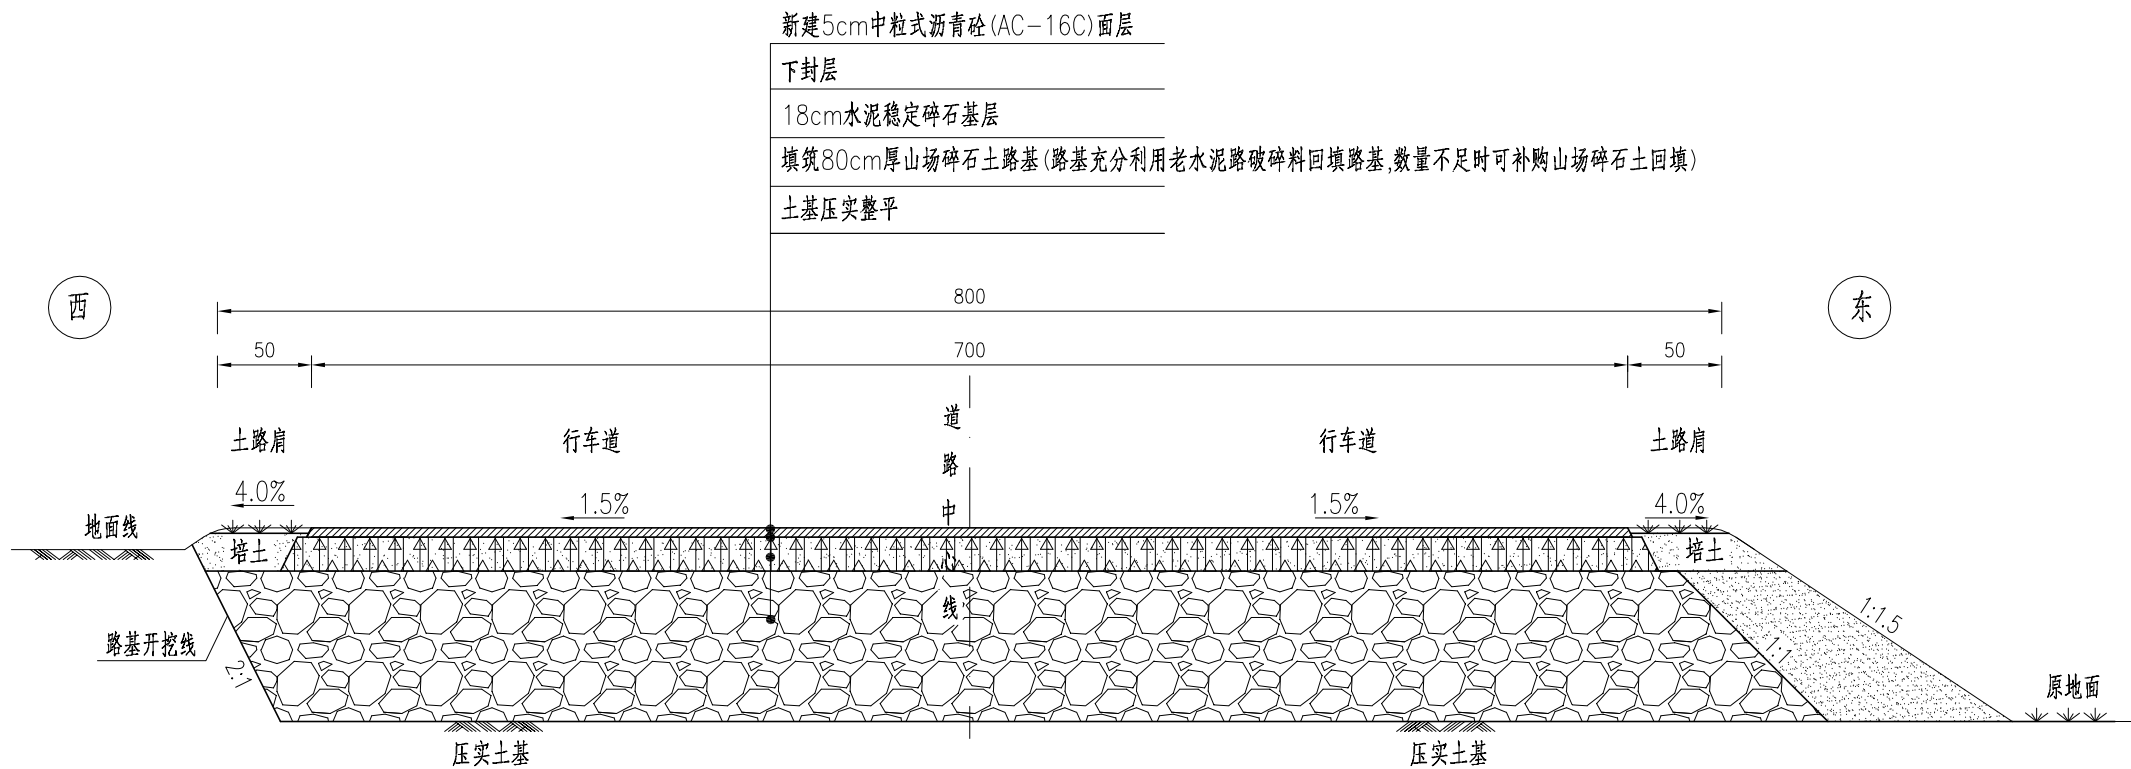 新建5cm中粒式沥青砼(AC-16C)面层
下封层
18cm水泥稳定碎石基层
填筑80cm厚山场碎石土路基(路基充分利用老水泥路破碎料回填路基,数量不足时可补购山场碎石土回填)
土基压实整平
西
800
东
50
700
50
道路中心线
土路肩
行车道
行车道
土路肩
4.0%
1.5%
1.5%
4.0%
地面线
培土
培土
路基开挖线
2:1
1:1
1:1.5
原地面
压实土基
压实土基